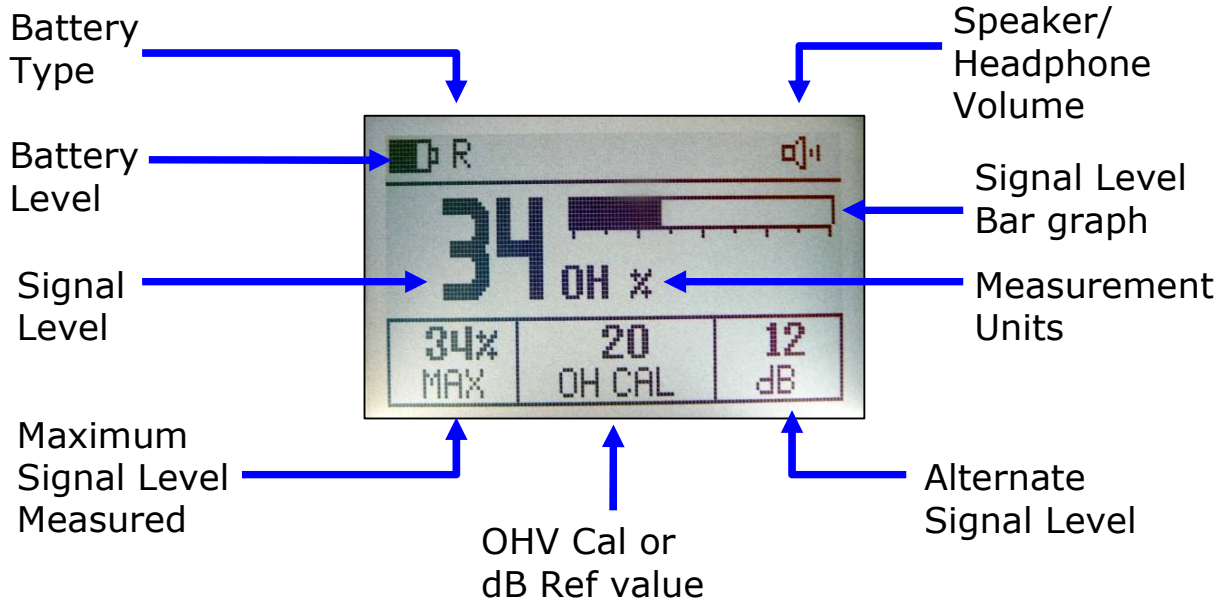 Battery
Type
Speaker/
Headphone
Volume
Battery
Level
R
Signal Level
Bar graph
34
OH %
Signal
Level
Measurement
Units
34%
MAX
20
OH CAL
12
dB
Maximum
Signal Level
Measured
Alternate
Signal Level
OHV Cal or
dB Ref value